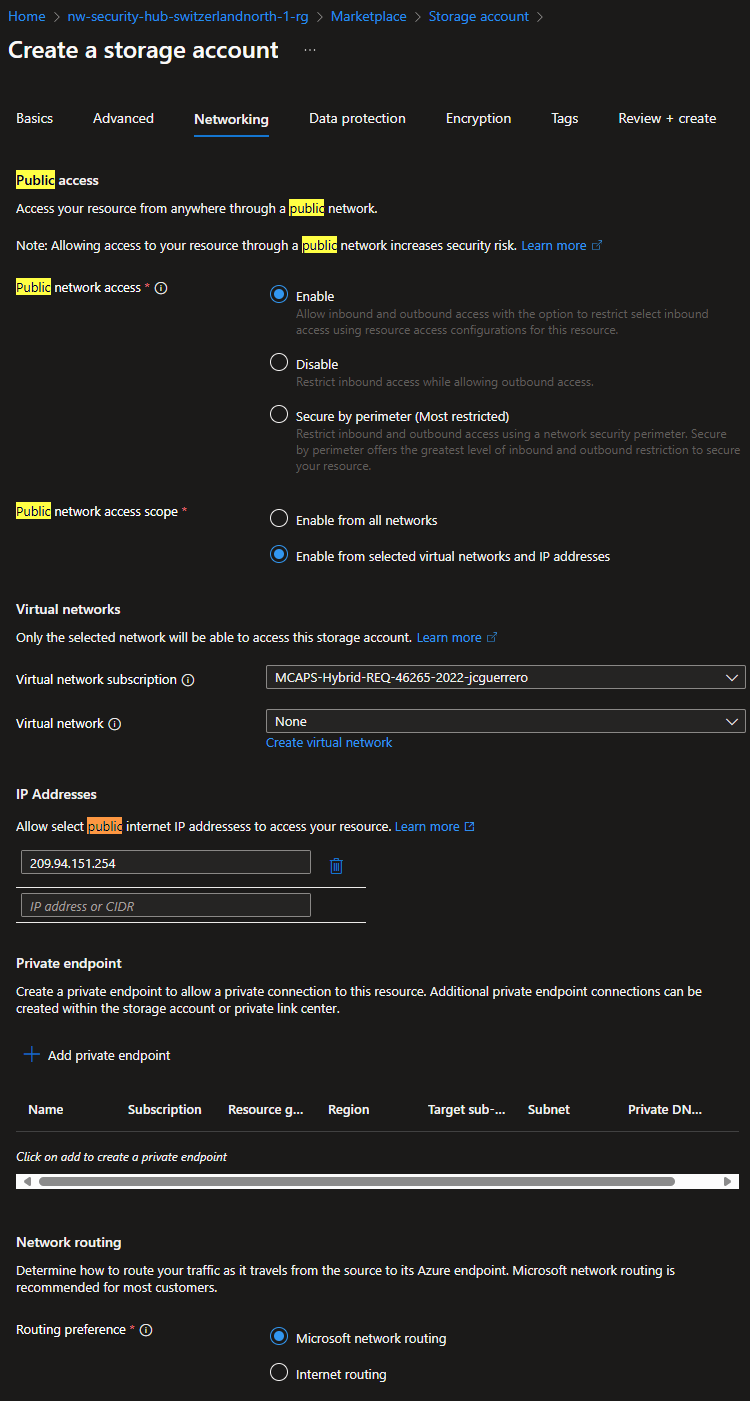 Home > nw-security-hub-switzerlandnorth-1-rg > Marketplace > Storage account >
Create a storage account ...
Basics Advanced Networking Data protection Encryption Tags Review + create
Public access
Access your resource from anywhere through a public network.
Note: Allowing access to your resource through a public network increases security risk. Learn more
Public network access *
Enable
Allow inbound and outbound access with the option to restrict select inbound
access using resource access configurations for this resource.
Disable
Restrict inbound access while allowing outbound access.
Secure by perimeter (Most restricted)
Restrict inbound and outbound access using a network security perimeter. Secure
by perimeter offers the greatest level of inbound and outbound restriction to secure
your resource.
Public network access scope *
Enable from all networks
Enable from selected virtual networks and IP addresses
Virtual networks
Only the selected network will be able to access this storage account. Learn more
Virtual network subscription MCAPS-Hybrid-REQ-46265-2022-jcguerrero
Virtual network None
Create virtual network
IP Addresses
Allow select public internet IP addressess to access your resource. Learn more
209.94.151.254
IP address or CIDR
Private endpoint
Create a private endpoint to allow a private connection to this resource. Additional private endpoint connections can be
created within the storage account or private link center.
+ Add private endpoint
Name Subscription Resource g... Region Target sub-... Subnet Private DN...
Click on add to create a private endpoint
Network routing
Determine how to route your traffic as it travels from the source to its Azure endpoint. Microsoft network routing is
recommended for most customers.
Routing preference *
Microsoft network routing
Internet routing